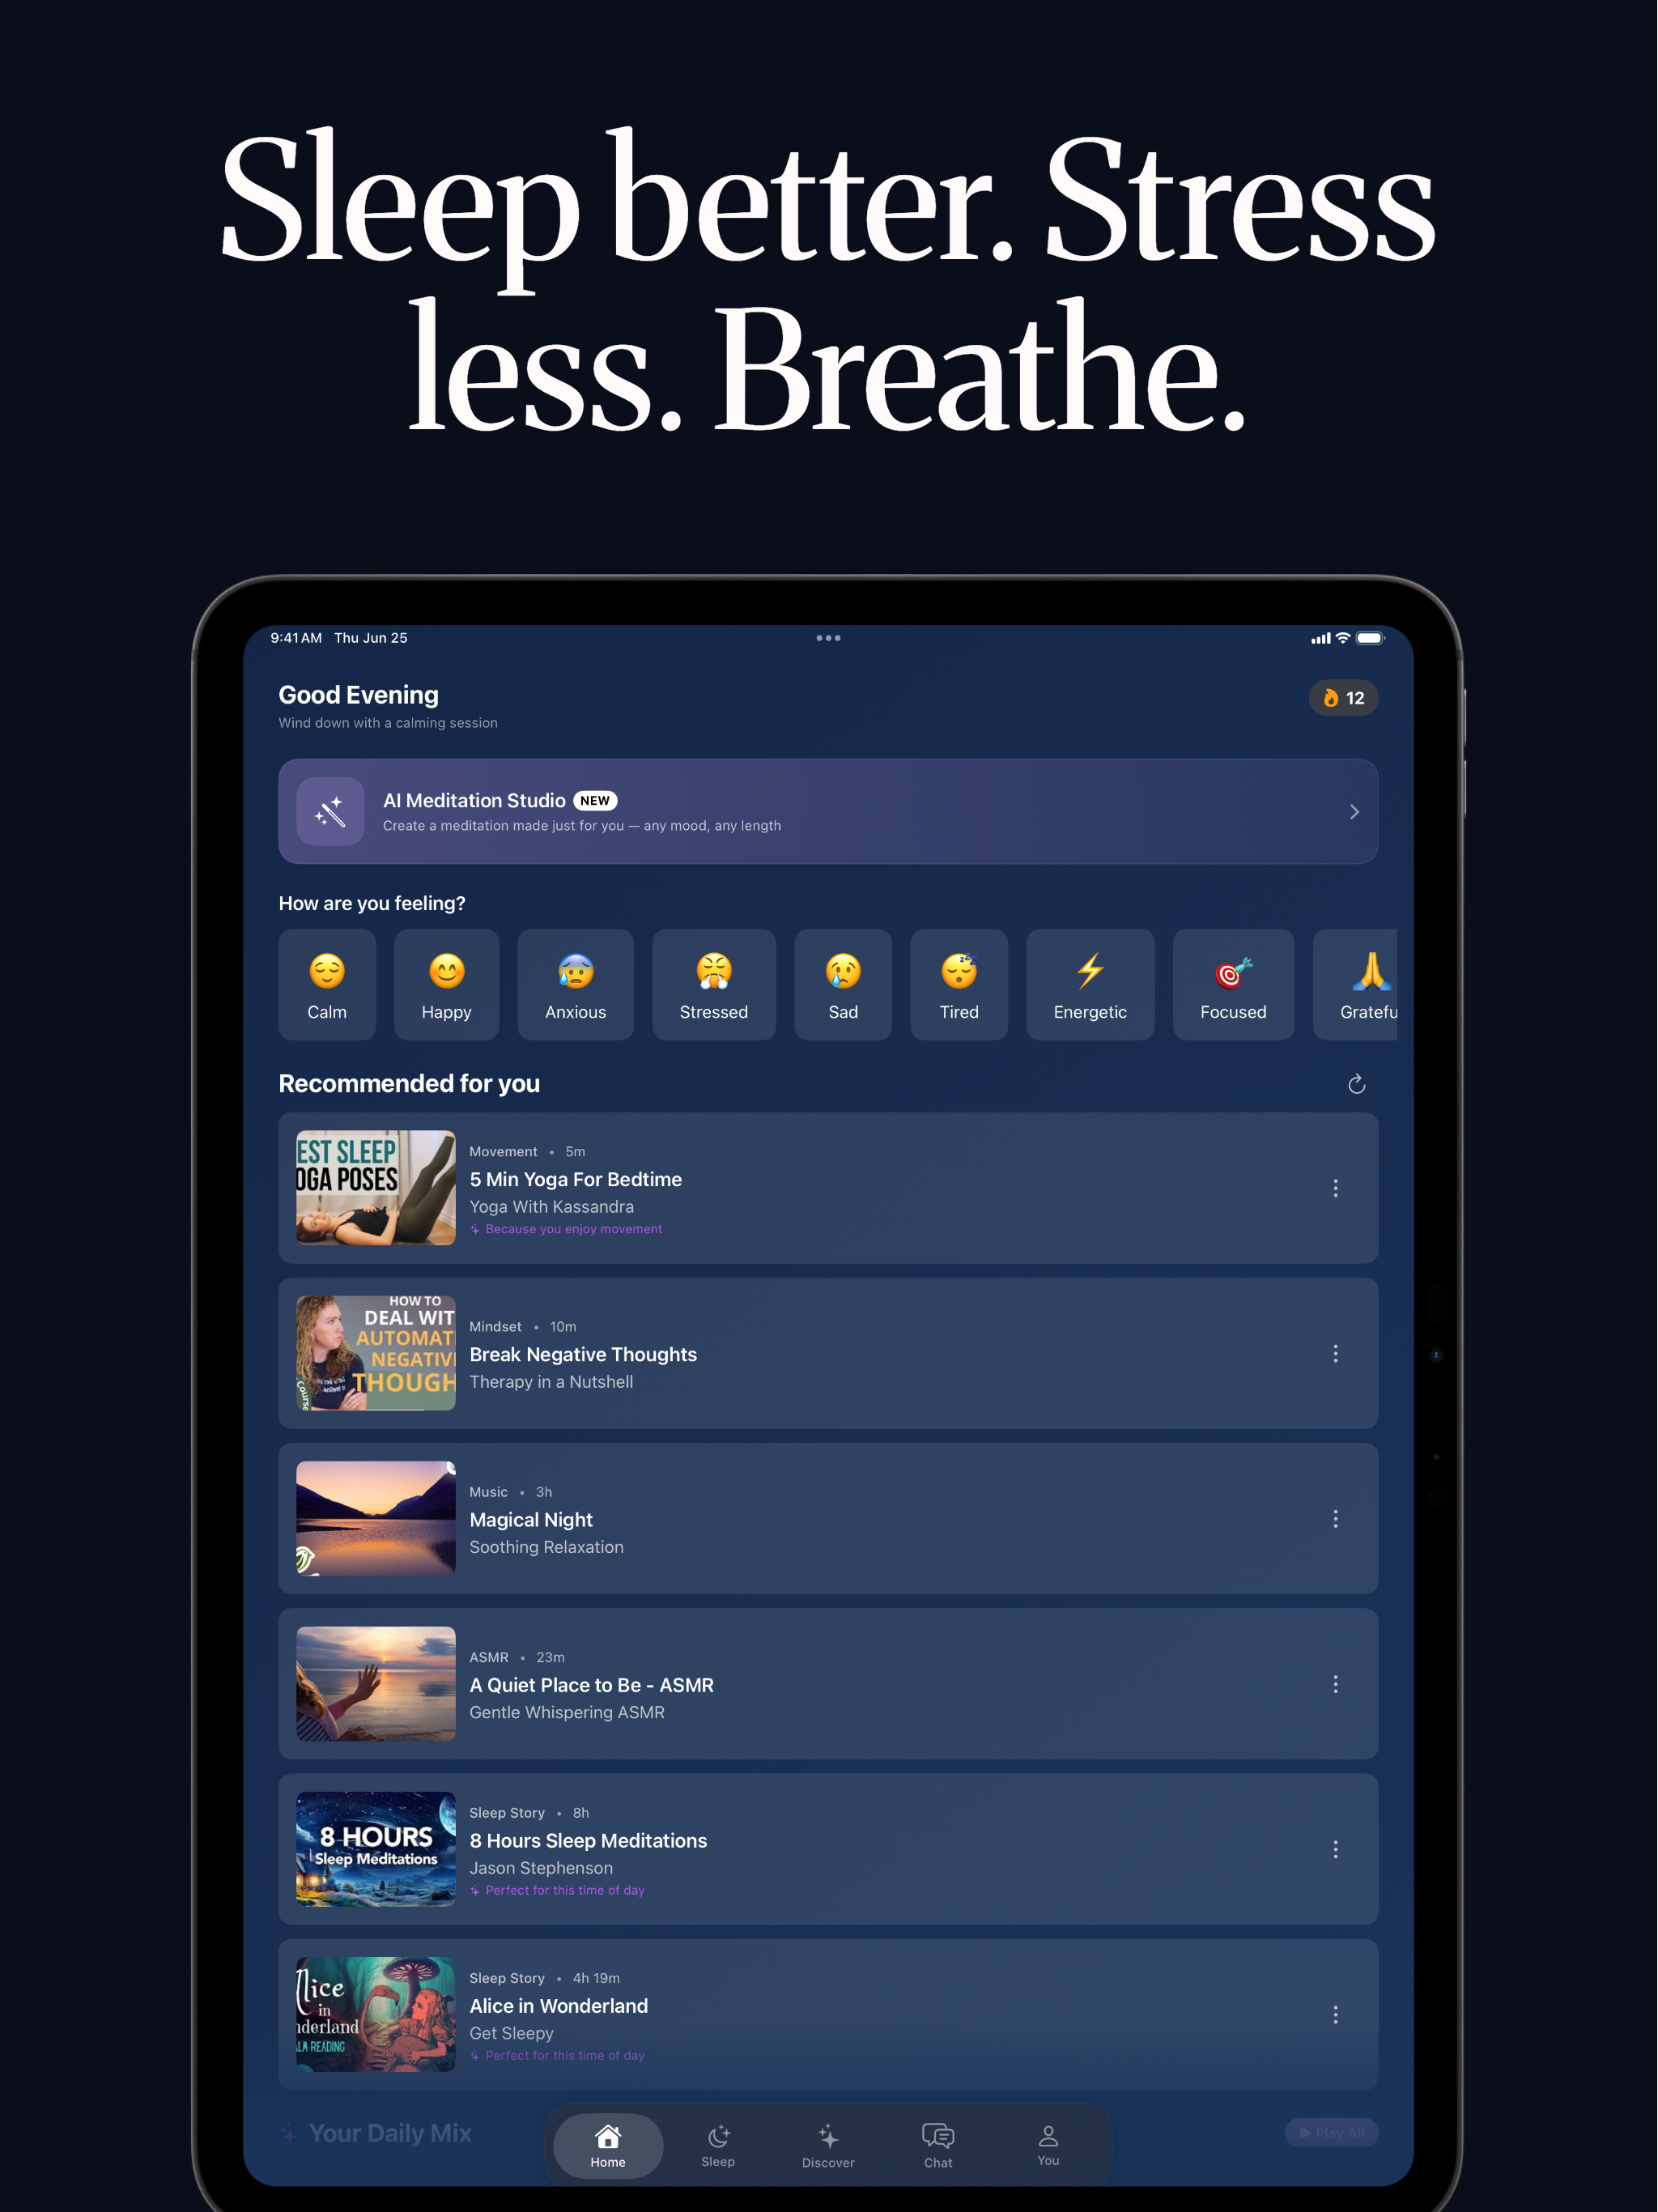 Sleep better. Stress
less. Breathe.
9:41 AM Thu Jun 25
Good Evening
12
Wind down with a calming session
AI Meditation Studio NEW
Create a meditation made just for you — any mood, any length
How are you feeling?
Calm Happy Anxious Stressed Sad Tired Energetic Focused Gratefu
Recommended for you
EST SLEEP
OGA POSES
Movement • 5m
5 Min Yoga For Bedtime
Yoga With Kassandra
Because you enjoy movement
HOW TO
DEAL WIT
AUTOMAT
NEGATIV
THOUGH
Course
Mindset • 10m
Break Negative Thoughts
Therapy in a Nutshell
Music • 3h
Magical Night
Soothing Relaxation
ASMR • 23m
A Quiet Place to Be - ASMR
Gentle Whispering ASMR
8 HOURS
Sleep Meditations
Sleep Story • 8h
8 Hours Sleep Meditations
Jason Stephenson
Perfect for this time of day
lice
in
nderland
ALM READING
Sleep Story • 4h 19m
Alice in Wonderland
Get Sleepy
Perfect for this time of day
Your Daily Mix
Play All
Home Sleep Discover Chat You